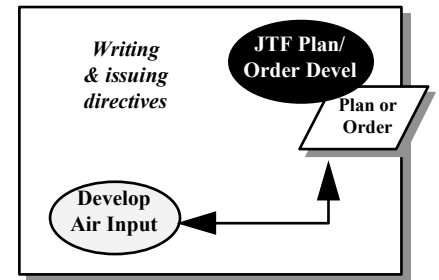 Writing
& issuing
directives
JTF Plan/
Order Devel
Plan or
Order
Develop
Air Input